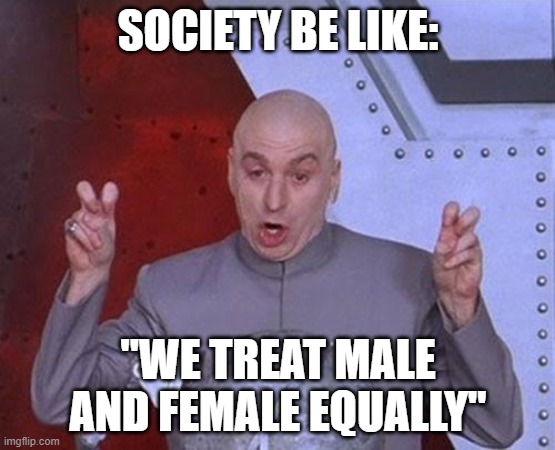 SOCIETY BE LIKE:
"WE TREAT MALE
AND FEMALE EQUALLY"
imgflip.com